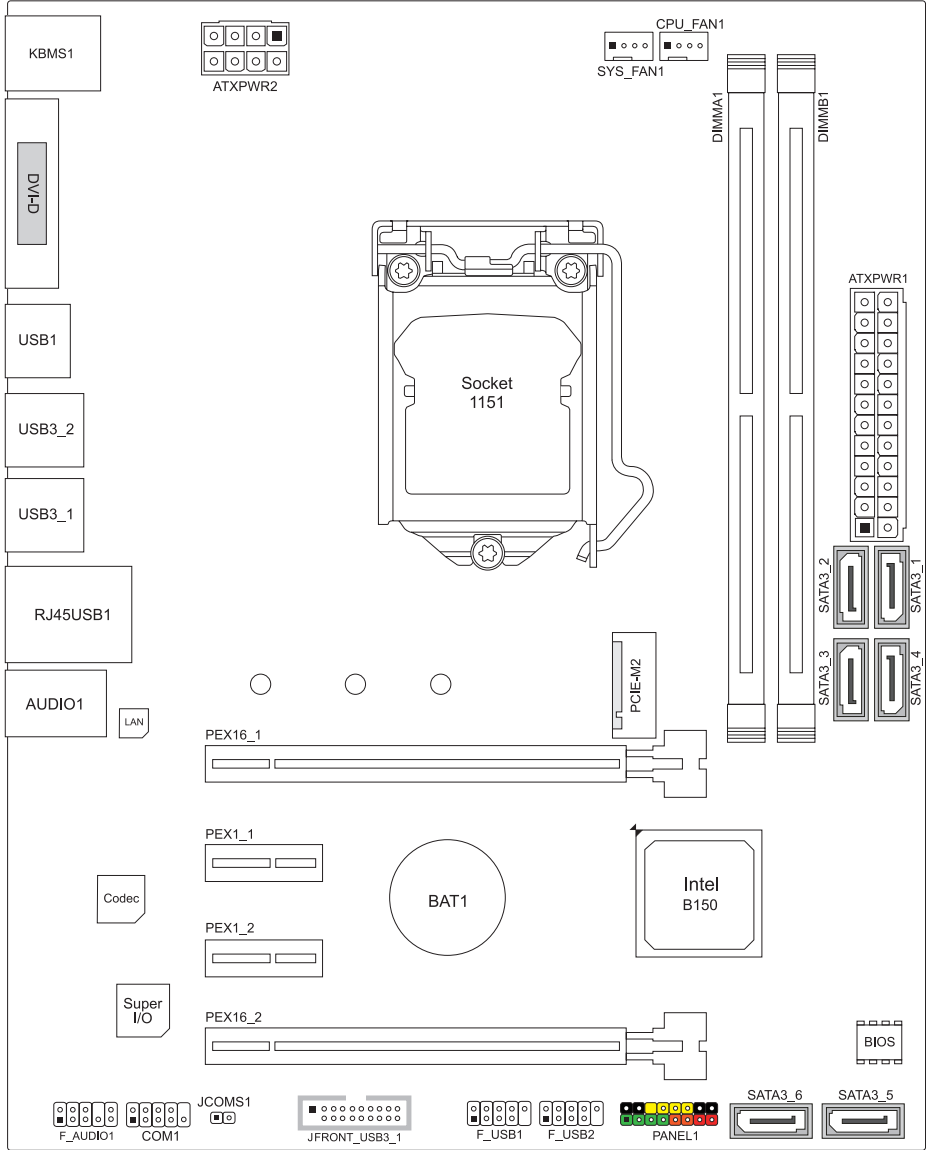 KBMS1
ATXPWR2
CPU_FAN1
SYS_FAN1
DIMMA1
DIMMB1
DVI-D
ATXPWR1
USB1
Socket
1151
USB3_2
USB3_1
SATA3_2
SATA3_1
RJ45USB1
SATA3_3
SATA3_4
PCIE-M2
AUDIO1
LAN
PEX16_1
PEX1_1
Intel
B150
BAT1
Codec
PEX1_2
Super
I/O
PEX16_2
BIOS
JCOMS1
SATA3_6
SATA3_5
F_AUDIO1
COM1
JFRONT_USB3_1
F_USB1
F_USB2
PANEL1